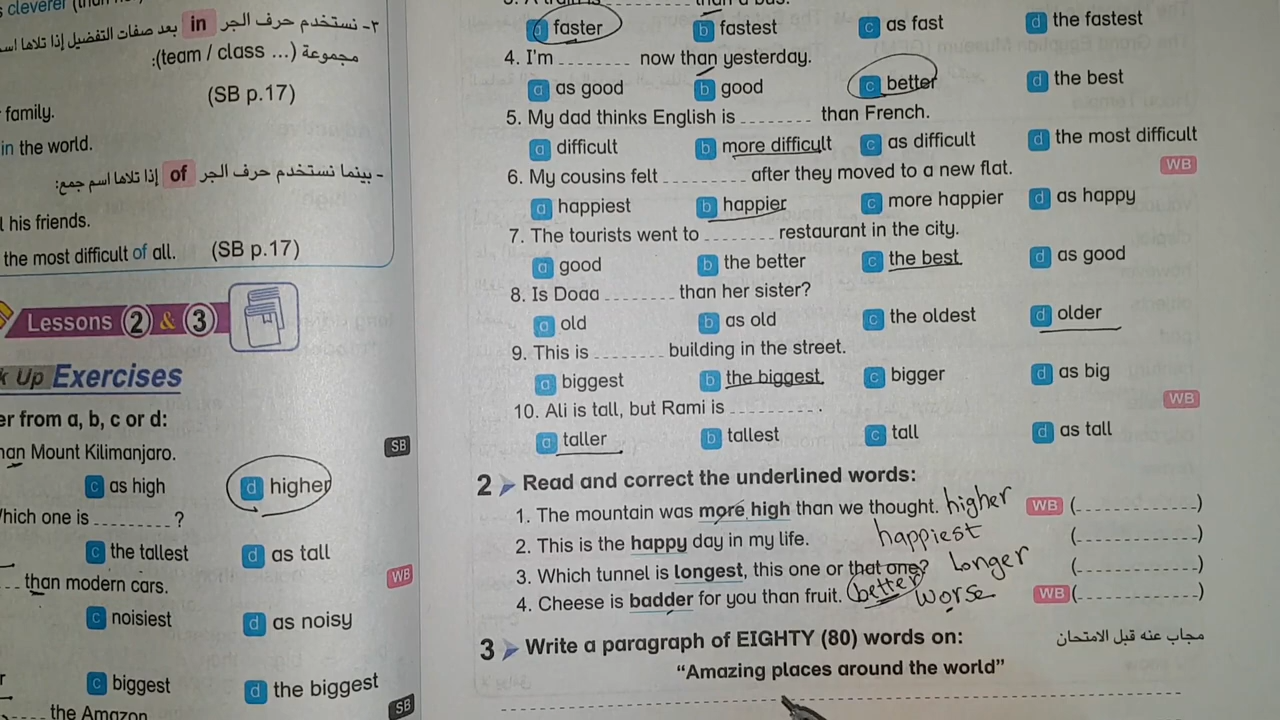 cleverer
٣- نستخدم حرف الجر in بعد صفات التفضيل إذا تلاها اسم
مجموعة (team / class ...):
(SB p.17)
family.
in the world.
- بينما نستخدم حرف الجر of إذا تلاها اسم جمع:
his friends.
the most difficult of all. (SB p.17)
Lessons 2 & 3
Up Exercises
from a, b, c or d:
Mount Kilimanjaro. SB
c as high d higher
Which one is ________?
c the tallest d as tall
than modern cars. WB
c noisiest d as noisy
c biggest d the biggest
the Amazon SB
than a bus.
a faster b fastest c as fast d the fastest
4. I'm ________ now than yesterday.
a as good b good c better d the best
5. My dad thinks English is ________ than French.
a difficult b more difficult c as difficult d the most difficult
6. My cousins felt ________ after they moved to a new flat. WB
a happiest b happier c more happier d as happy
7. The tourists went to ________ restaurant in the city.
a good b the better c the best d as good
8. Is Doaa ________ than her sister?
a old b as old c the oldest d older
9. This is ________ building in the street.
a biggest b the biggest c bigger d as big
10. Ali is tall, but Rami is ________. WB
a taller b tallest c tall d as tall
2 Read and correct the underlined words:
1. The mountain was more high than we thought. higher WB (________)
2. This is the happy day in my life. happiest (________)
3. Which tunnel is longest, this one or that one? Longer (________)
4. Cheese is badder for you than fruit. better worse WB (________)
3 Write a paragraph of EIGHTY (80) words on: مجاب عنه قبل الامتحان
"Amazing places around the world"